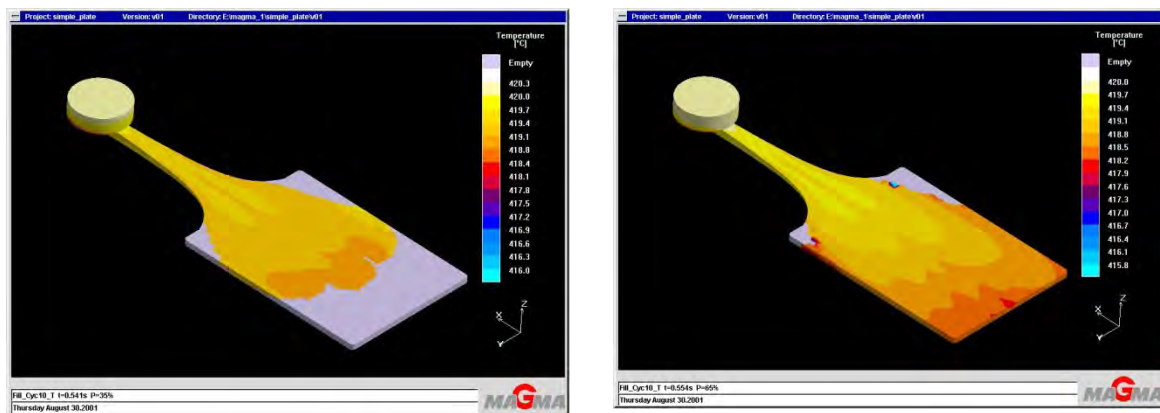 Project: simple_plate Version: v01 Directory: E:\magma_1\simple_plate\v01
Temperature
[°C]
Empty
420.3
420.0
419.7
419.4
419.1
418.8
418.4
418.1
417.8
417.5
417.2
416.9
416.6
416.3
416.0
X
Z
Y
Fill_Cyc10_T t=0.541s P=35%
Thursday August 30.2001
MAGMA
Project: simple_plate Version: v01 Directory: E:\magma_1\simple_plate\v01
Temperature
[°C]
Empty
420.0
419.7
419.4
419.1
418.8
418.5
418.2
417.9
417.6
417.3
417.0
416.7
416.4
416.1
415.8
X
Z
Y
Fill_Cyc10_T t=0.554s P=65%
Thursday August 30.2001
MAGMA